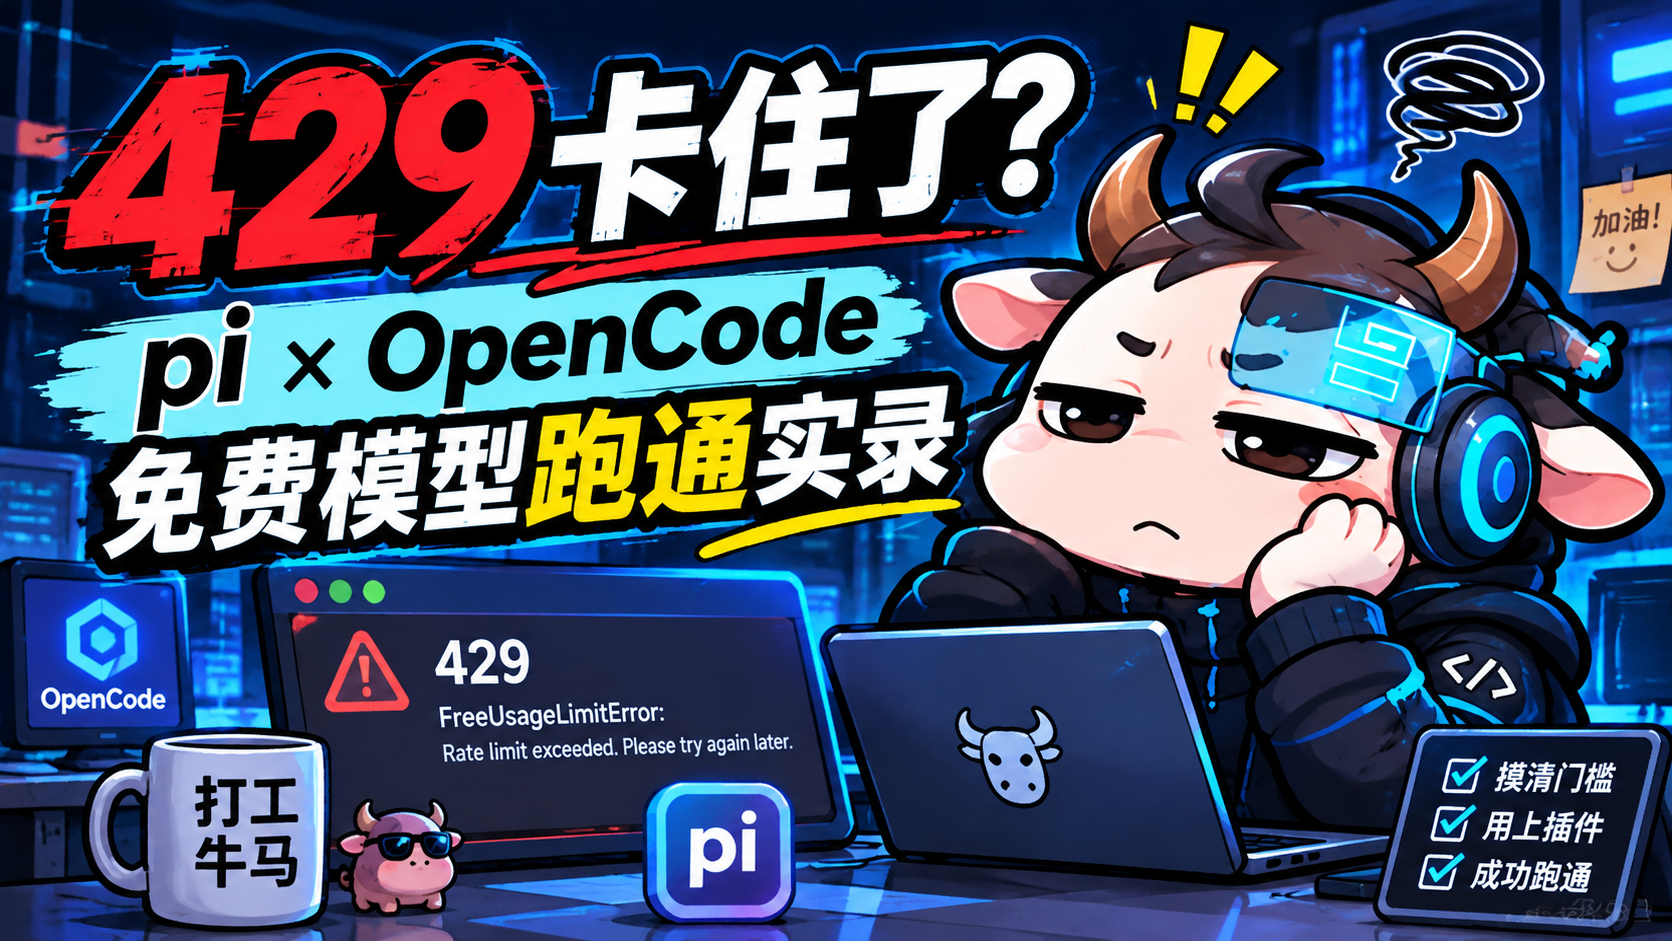 429卡住了?
pi × OpenCode
免费模型跑通实录
!!
加油!
OpenCode
429
FreeUsageLimitError:
Rate limit exceeded. Please try again later.
打工
牛马
pi
</>
摸清门槛
用上插件
成功跑通